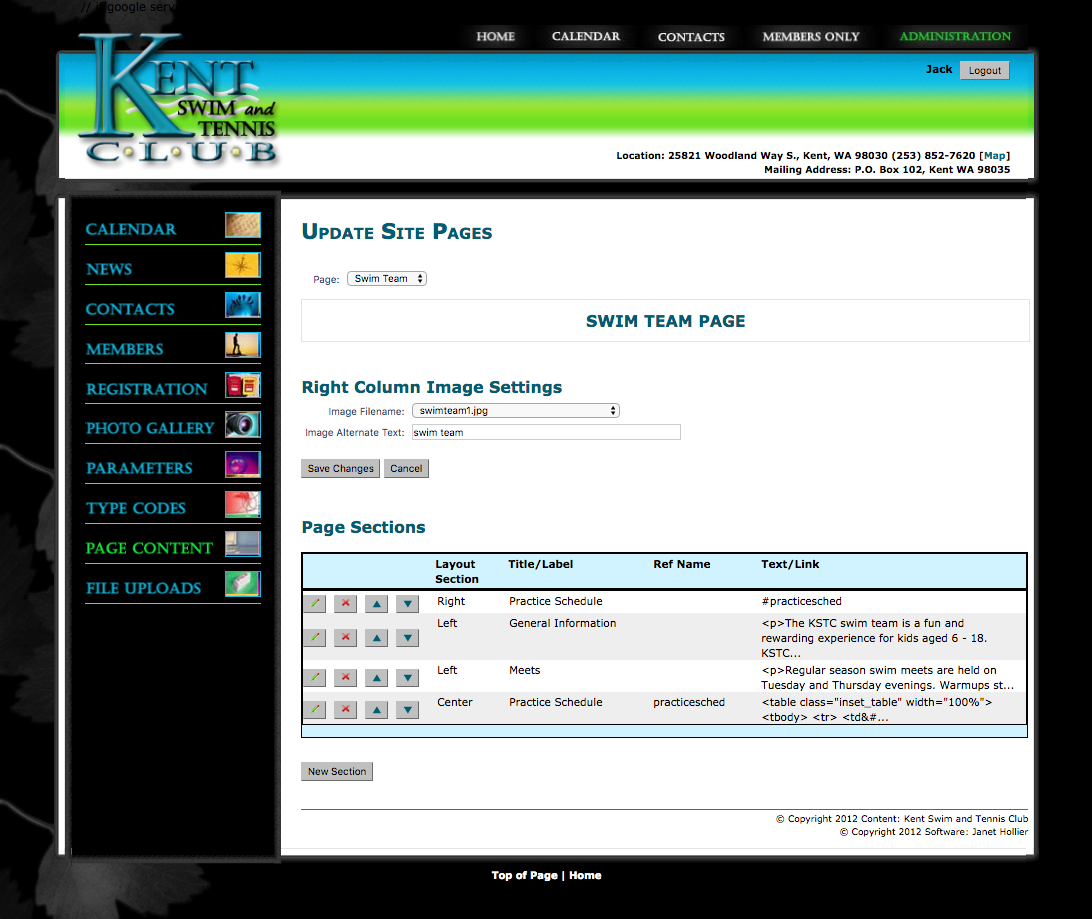 // if google serv
HOME CALENDAR CONTACTS MEMBERS ONLY ADMINISTRATION
KENT
SWIM and
TENNIS
C·L·U·B
Jack Logout
Location: 25821 Woodland Way S., Kent, WA 98030 (253) 852-7620 [Map]
Mailing Address: P.O. Box 102, Kent WA 98035
CALENDAR
NEWS
CONTACTS
MEMBERS
REGISTRATION
PHOTO GALLERY
PARAMETERS
TYPE CODES
PAGE CONTENT
FILE UPLOADS
Update Site Pages
Page: Swim Team
SWIM TEAM PAGE
Right Column Image Settings
Image Filename: swimteam1.jpg
Image Alternate Text: swim team
Save Changes Cancel
Page Sections
Layout Section Title/Label Ref Name Text/Link
Right Practice Schedule #practicesched
Left General Information <p>The KSTC swim team is a fun and
rewarding experience for kids aged 6 - 18.
KSTC...
Left Meets <p>Regular season swim meets are held on
Tuesday and Thursday evenings. Warmups st...
Center Practice Schedule practicesched <table class="inset_table" width="100%">
<tbody> <tr> <td&#...
New Section
© Copyright 2012 Content: Kent Swim and Tennis Club
© Copyright 2012 Software: Janet Hollier
Top of Page | Home